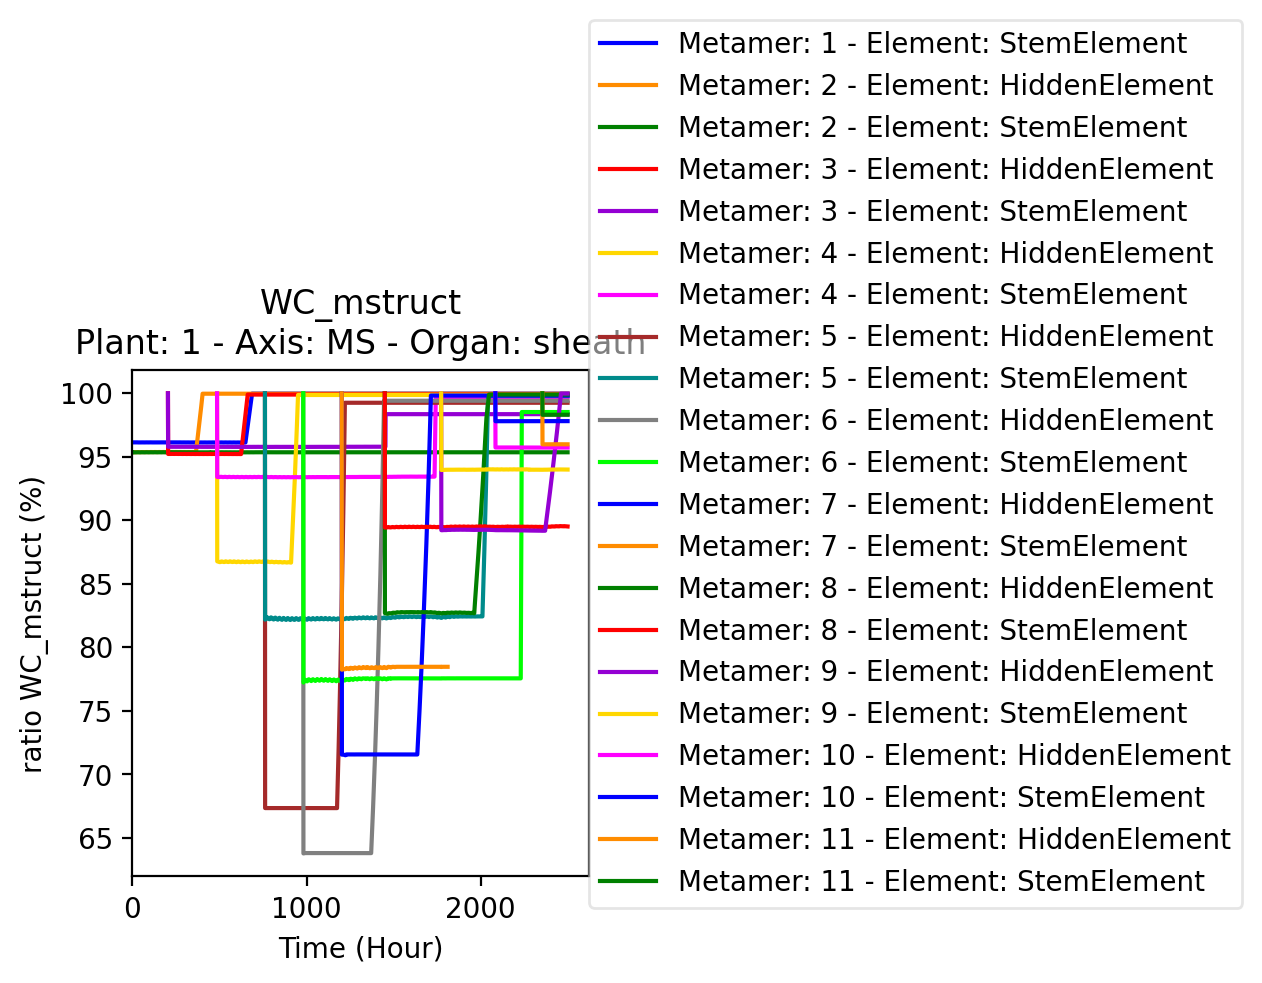 WC_mstruct
Plant: 1 - Axis: MS - Organ: sheath
ratio WC_mstruct (%)
100
95
90
85
80
75
70
65
0
1000
2000
Time (Hour)
Metamer: 1 - Element: StemElement
Metamer: 2 - Element: HiddenElement
Metamer: 2 - Element: StemElement
Metamer: 3 - Element: HiddenElement
Metamer: 3 - Element: StemElement
Metamer: 4 - Element: HiddenElement
Metamer: 4 - Element: StemElement
Metamer: 5 - Element: HiddenElement
Metamer: 5 - Element: StemElement
Metamer: 6 - Element: HiddenElement
Metamer: 6 - Element: StemElement
Metamer: 7 - Element: HiddenElement
Metamer: 7 - Element: StemElement
Metamer: 8 - Element: HiddenElement
Metamer: 8 - Element: StemElement
Metamer: 9 - Element: HiddenElement
Metamer: 9 - Element: StemElement
Metamer: 10 - Element: HiddenElement
Metamer: 10 - Element: StemElement
Metamer: 11 - Element: HiddenElement
Metamer: 11 - Element: StemElement